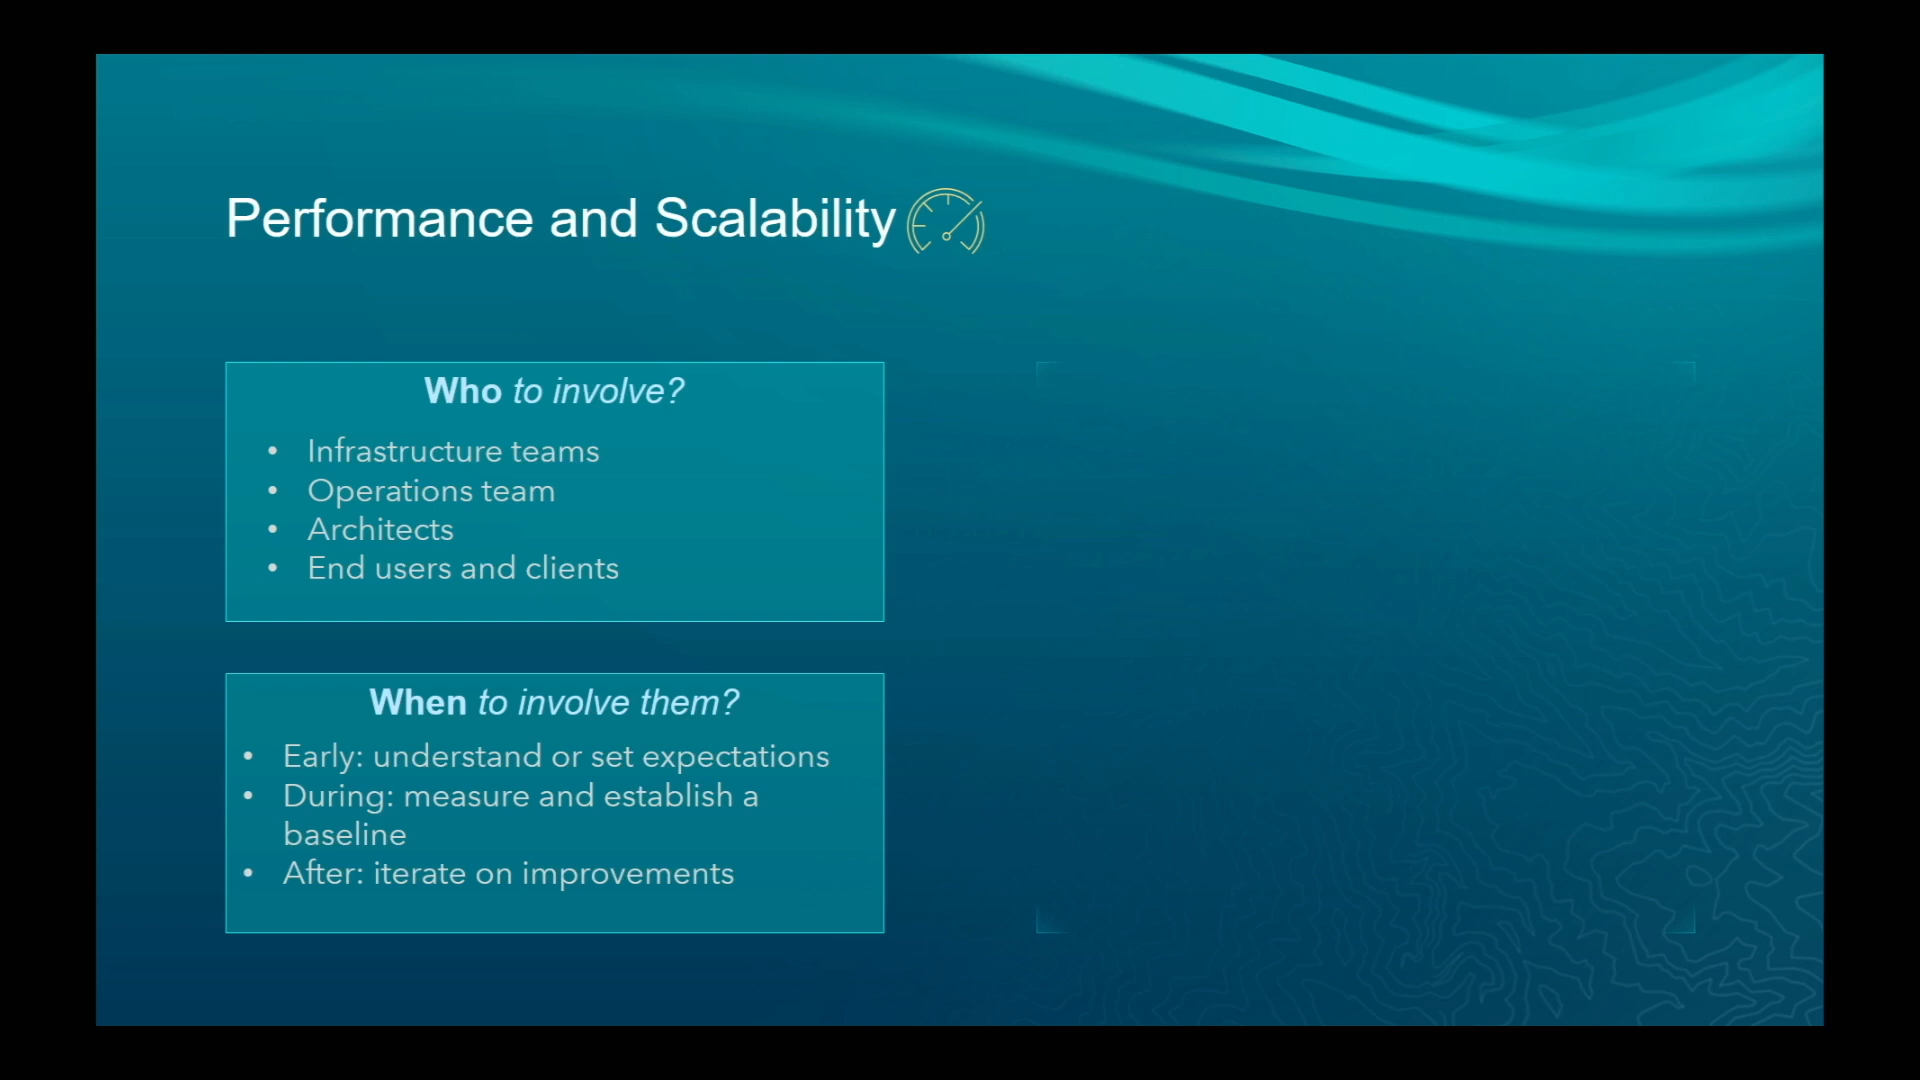 Performance and Scalability
Who to involve?
• Infrastructure teams
• Operations team
• Architects
• End users and clients
When to involve them?
• Early: understand or set expectations
• During: measure and establish a
baseline
• After: iterate on improvements